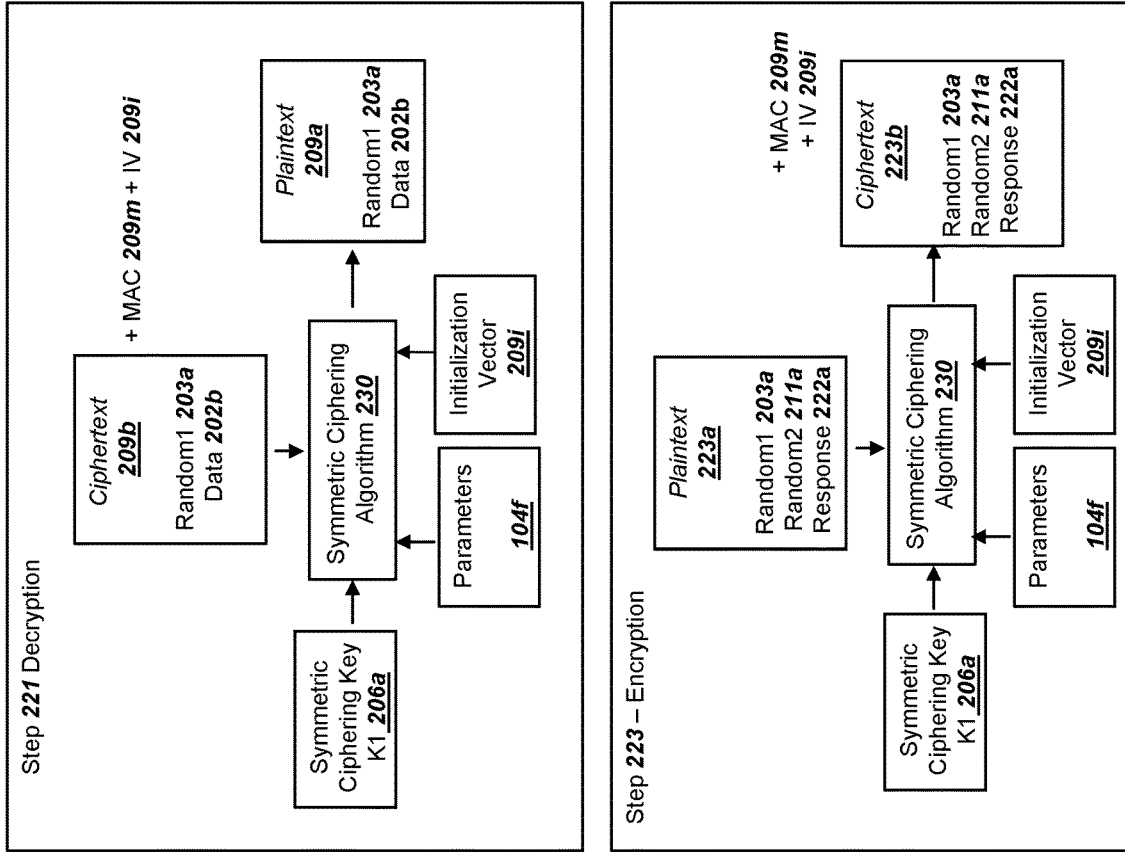 Step 221 Decryption
Ciphertext
209b
Random1 203a
Data 202b
+ MAC 209m + IV 209i
Symmetric
Ciphering Key
K1 206a
Symmetric Ciphering
Algorithm 230
Plaintext
209a
Random1 203a
Data 202b
Parameters
104f
Initialization
Vector
209i
Step 223 – Encryption
Plaintext
223a
Random1 203a
Random2 211a
Response 222a
+ MAC 209m
+ IV 209i
Symmetric
Ciphering Key
K1 206a
Symmetric Ciphering
Algorithm 230
Ciphertext
223b
Random1 203a
Random2 211a
Response 222a
Parameters
104f
Initialization
Vector
209i